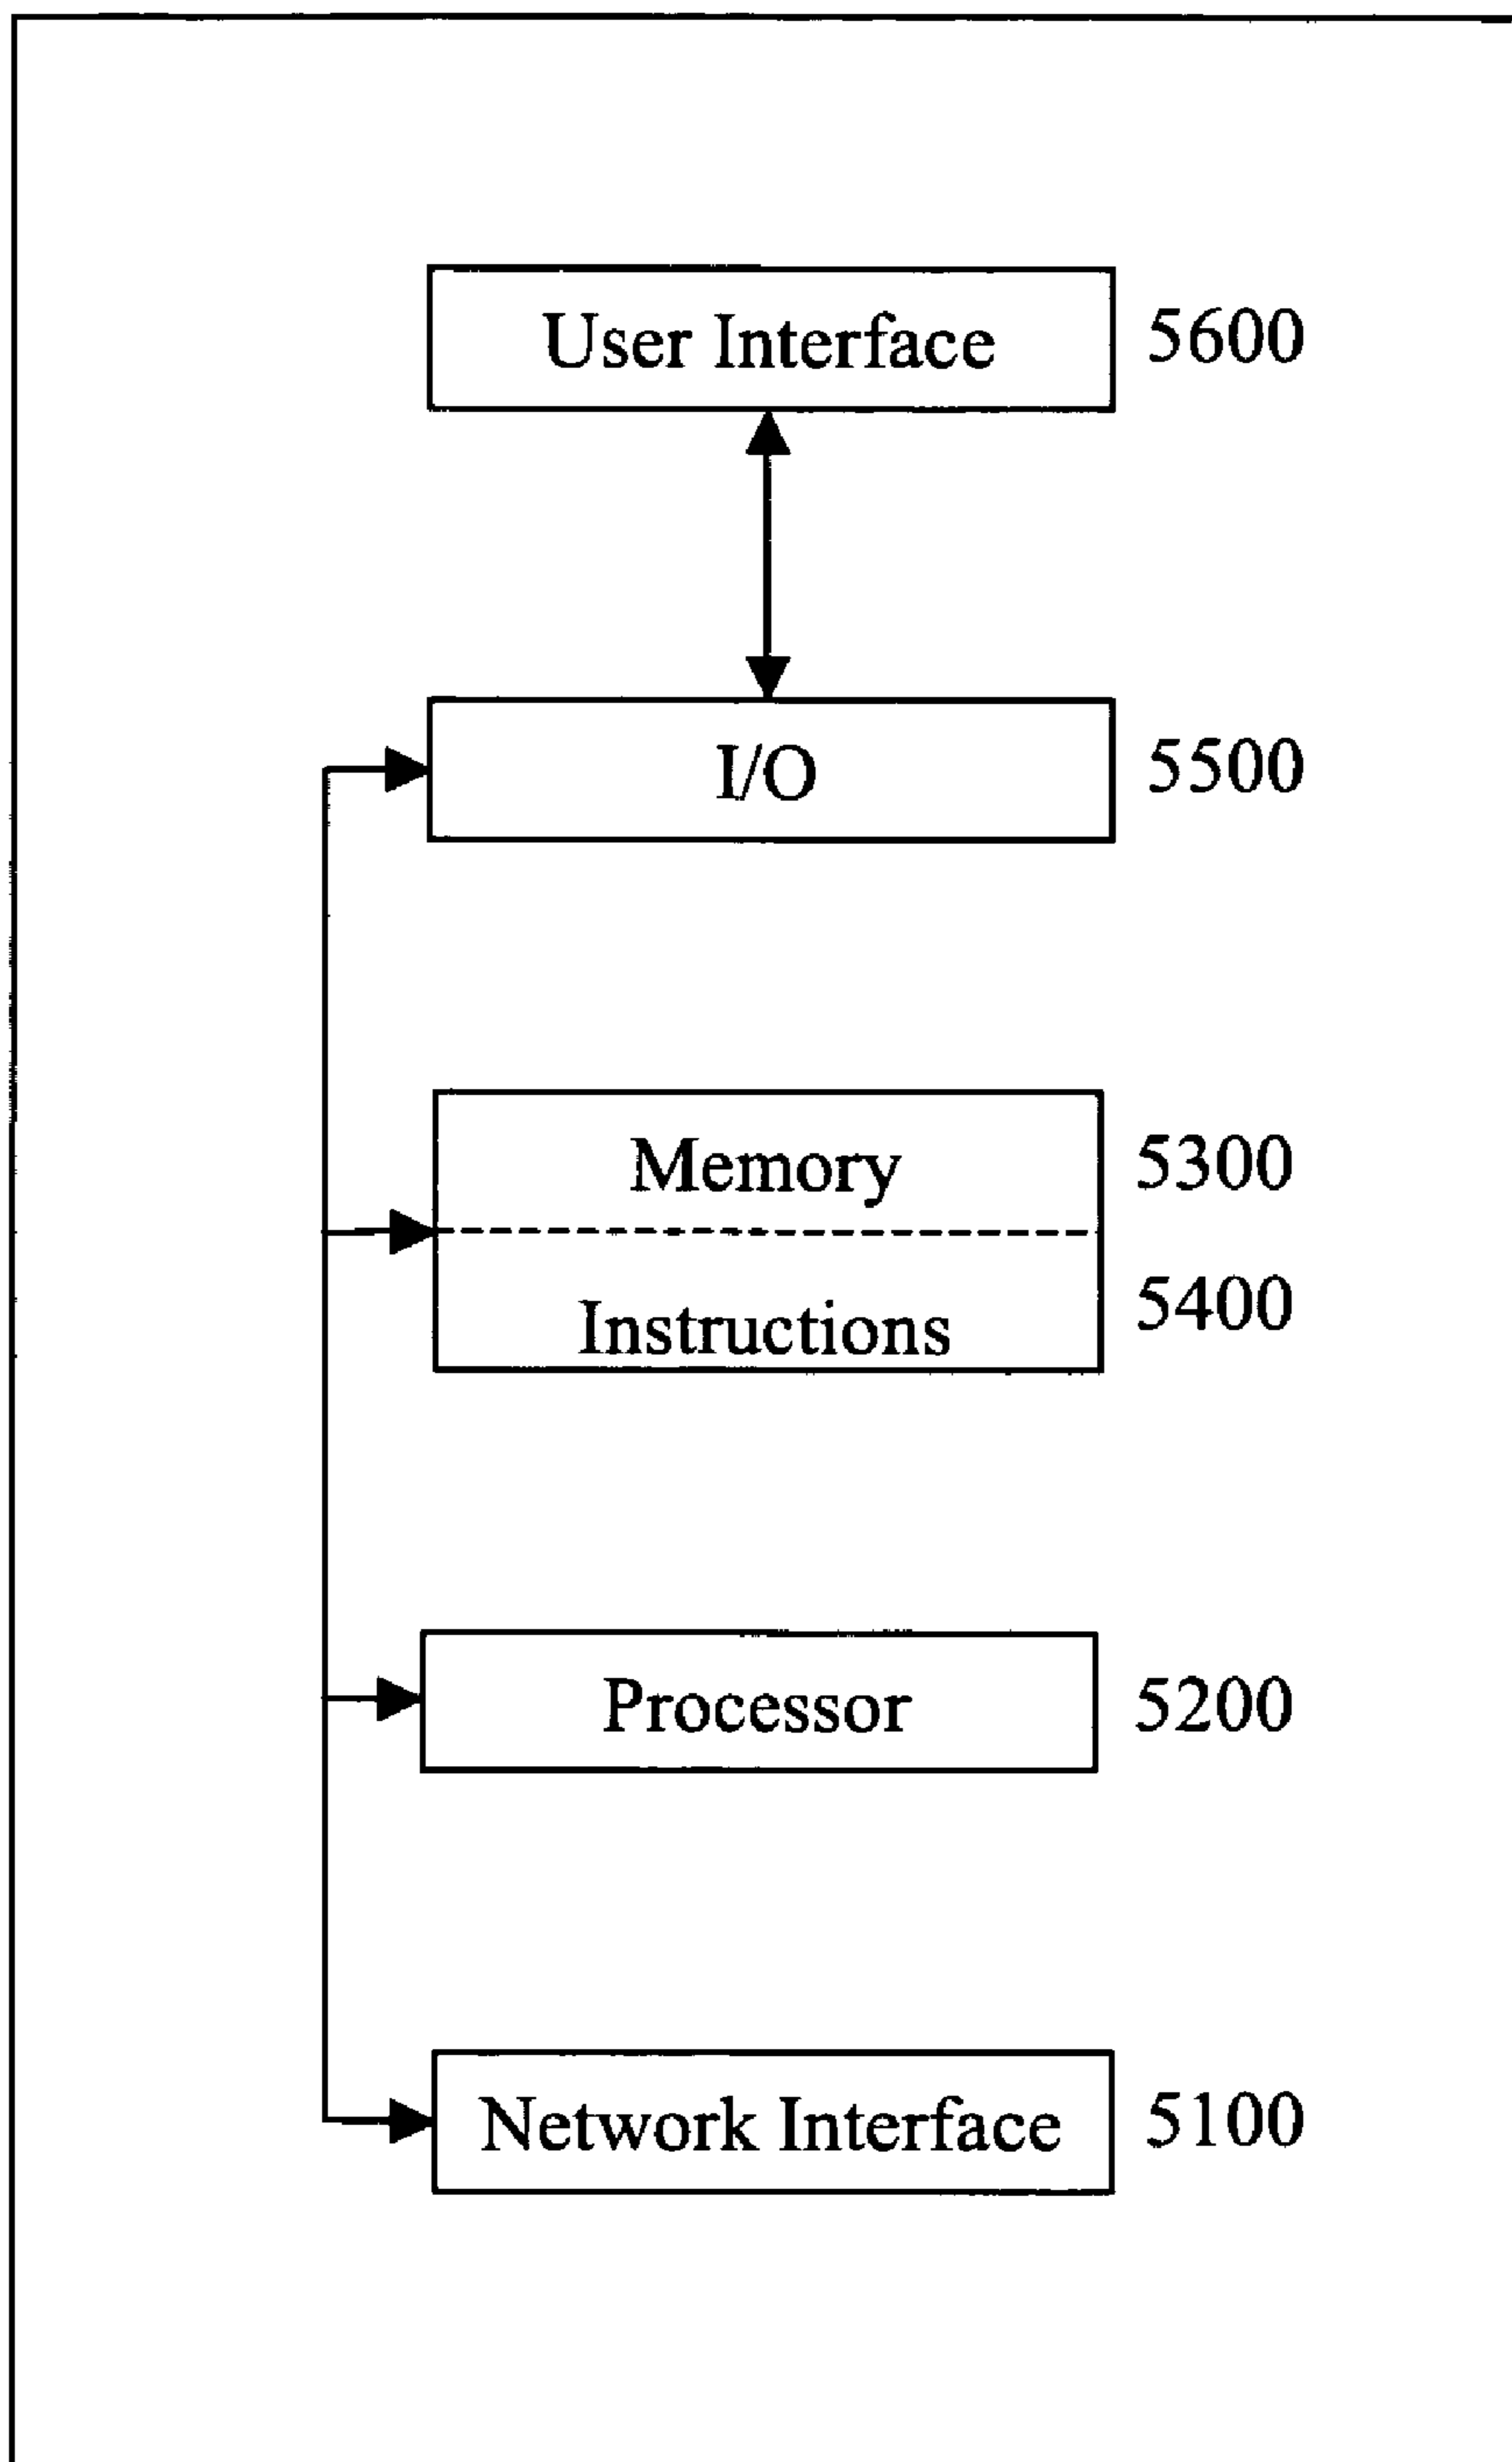 User Interface 5600
I/O 5500
Memory 5300
Instructions 5400
Processor 5200
Network Interface 5100